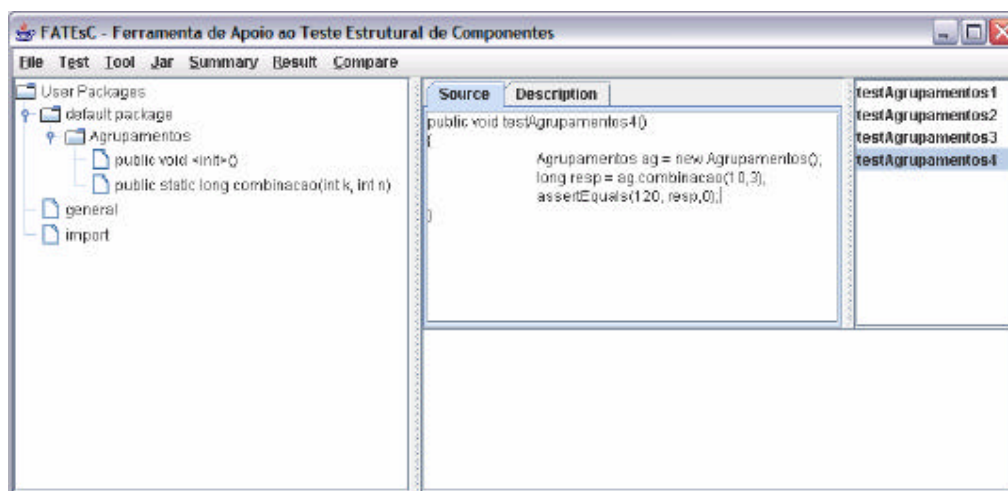 FATEsC - Ferramenta de Apoio ao Teste Estrutural de Componentes
File Test Tool Jar Summary Result Compare
User Packages
default package
Agrupamentos
public void <init>()
public static long combinacao(int k, int n)
general
import
Source Description
public void testAgrupamentos4()
{
Agrupamentos ag = new Agrupamentos();
long resp = ag.combinacao(10,3);
assertEquals(120, resp,0);
}
testAgrupamentos1
testAgrupamentos2
testAgrupamentos3
testAgrupamentos4